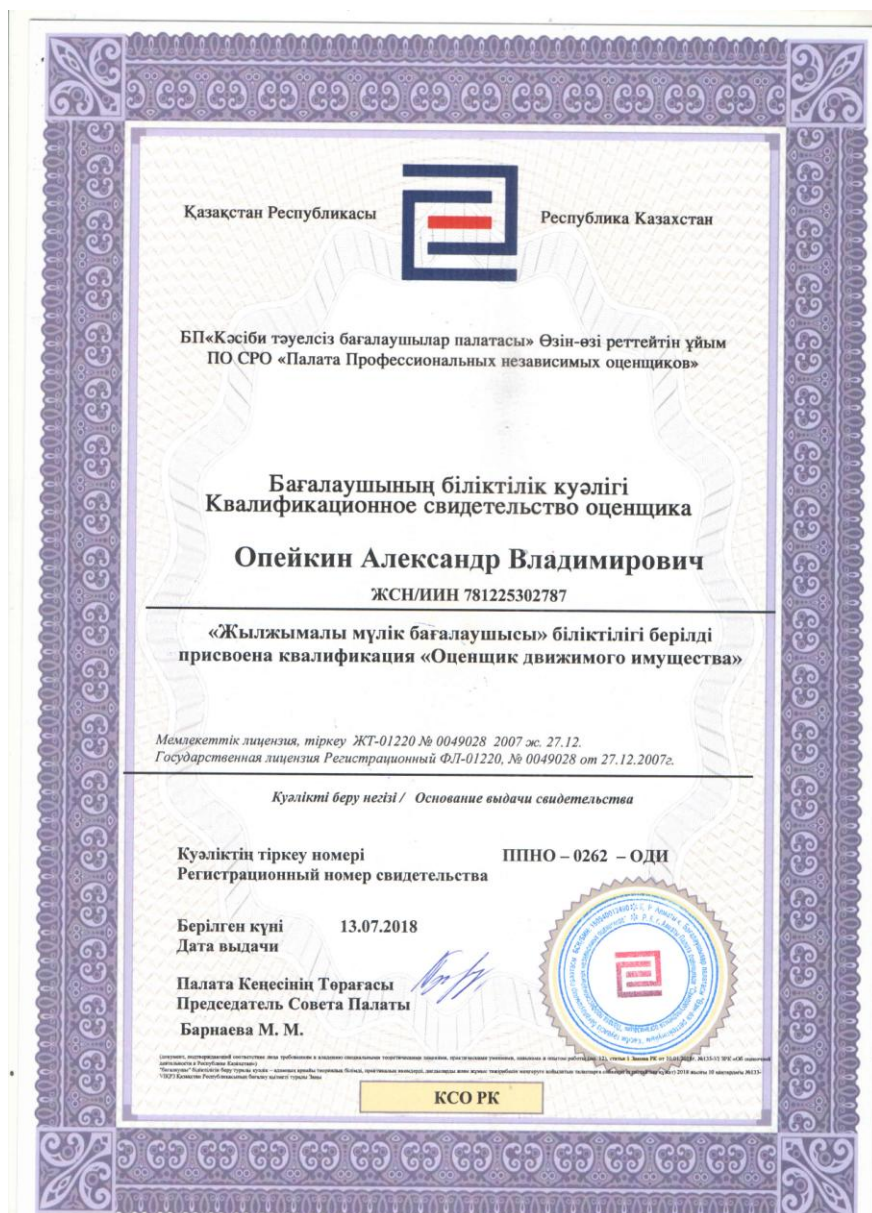 Қазақстан Республикасы
Республика Казахстан
БП«Кәсіби тәуелсіз бағалаушылар палатасы» Өзін-өзі реттейтін ұйым
ПО СРО «Палата Профессиональных независимых оценщиков»
Бағалаушының біліктілік куәлігі
Квалификационное свидетельство оценщика
Опейкин Александр Владимирович
ЖСН/ИИН 781225302787
«Жылжымалы мүлік бағалаушысы» біліктілігі берілді
присвоена квалификация «Оценщик движимого имущества»
Мемлекеттік лицензия, тіркеу ЖТ-01220 № 0049028 2007 ж. 27.12.
Государственная лицензия Регистрационный ФЛ-01220, № 0049028 от 27.12.2007г.
Куәлікті беру негізі / Основание выдачи свидетельства
Куәліктің тіркеу номері ППНО – 0262 – ОДИ
Регистрационный номер свидетельства
Берілген күні 13.07.2018
Дата выдачи
Палата Кеңесінің Төрағасы
Председатель Совета Палаты
Барнаева М. М.
КСО РК